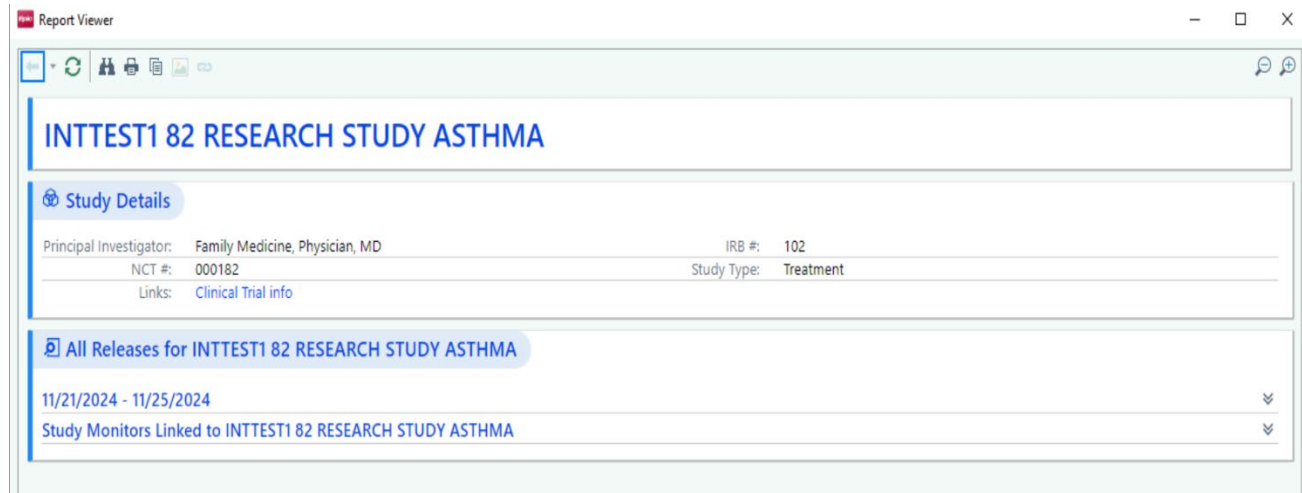 Report Viewer
INTTEST1 82 RESEARCH STUDY ASTHMA
Study Details
Principal Investigator: Family Medicine, Physician, MD IRB #: 102
NCT #: 000182 Study Type: Treatment
Links: Clinical Trial info
All Releases for INTTEST1 82 RESEARCH STUDY ASTHMA
11/21/2024 - 11/25/2024
Study Monitors Linked to INTTEST1 82 RESEARCH STUDY ASTHMA